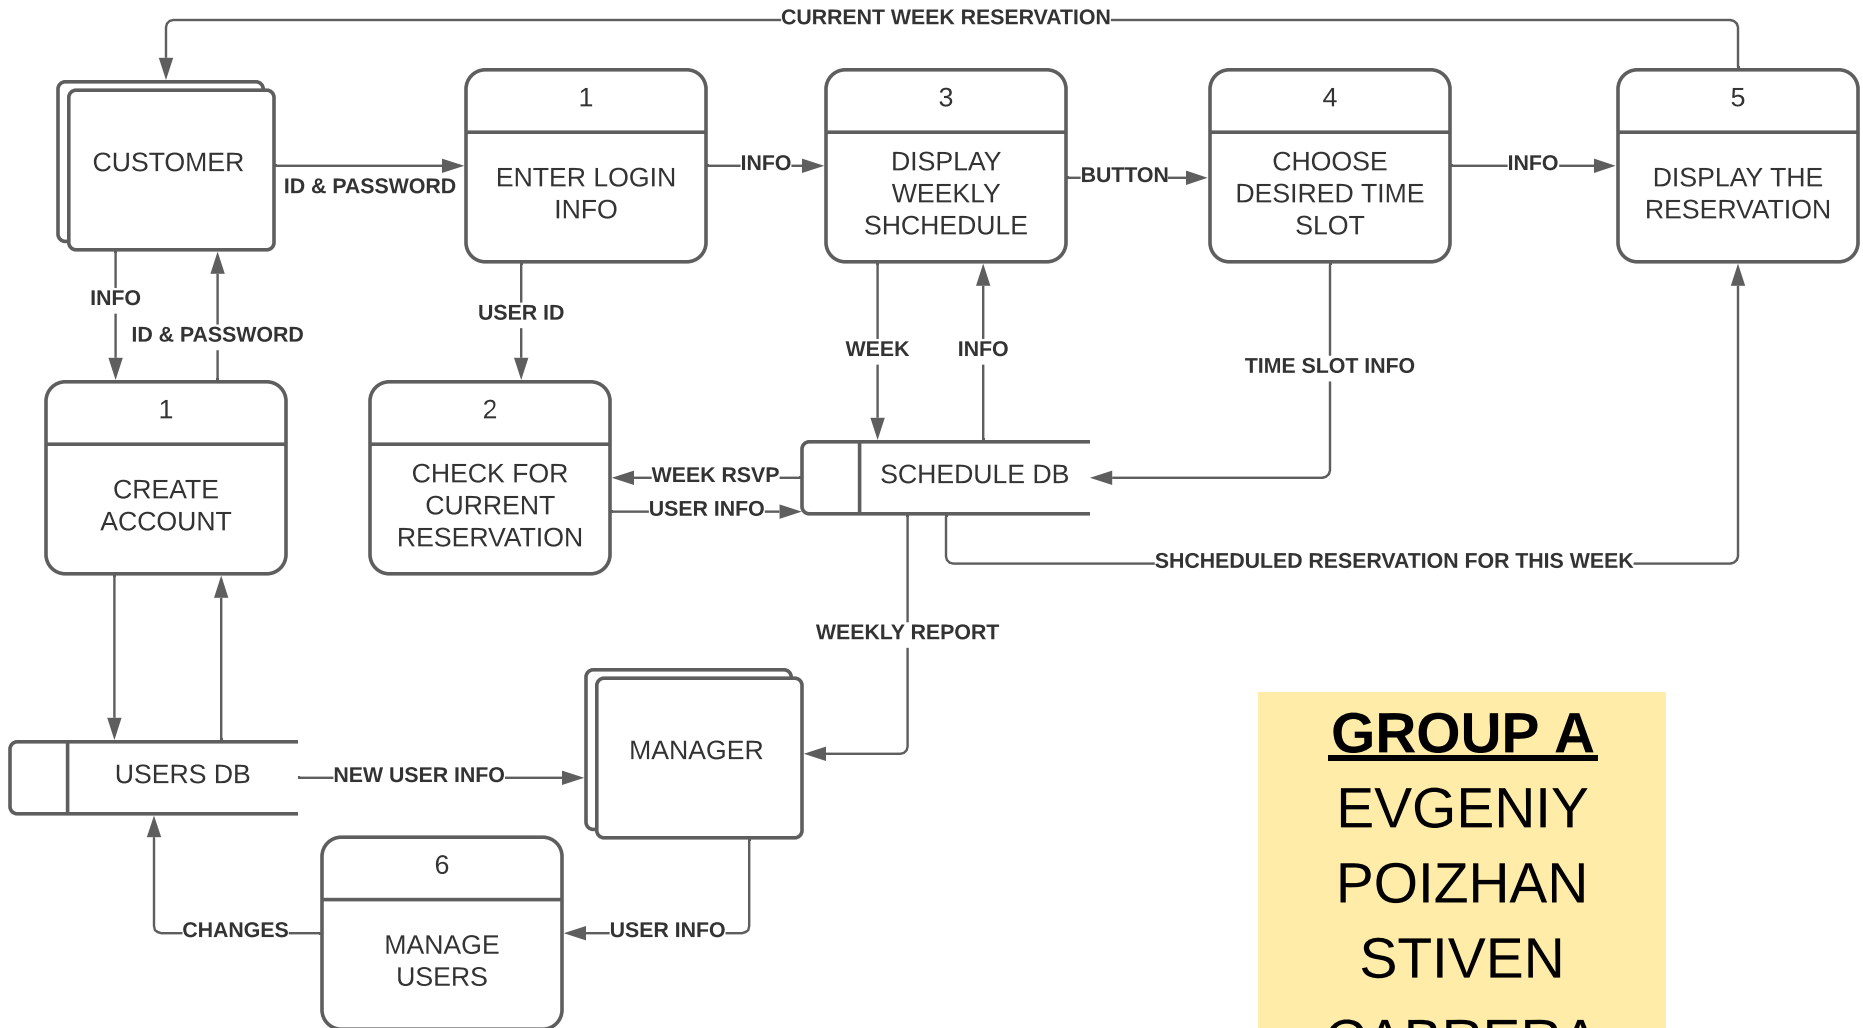 CURRENT WEEK RESERVATION
CUSTOMER
ID & PASSWORD
1
ENTER LOGIN
INFO
INFO
3
DISPLAY
WEEKLY
SHCHEDULE
BUTTON
4
CHOOSE
DESIRED TIME
SLOT
INFO
5
DISPLAY THE
RESERVATION
INFO
ID & PASSWORD
USER ID
WEEK
INFO
TIME SLOT INFO
1
CREATE
ACCOUNT
2
CHECK FOR
CURRENT
RESERVATION
WEEK RSVP
USER INFO
SCHEDULE DB
SHCHEDULED RESERVATION FOR THIS WEEK
WEEKLY REPORT
USERS DB
NEW USER INFO
MANAGER
6
MANAGE
USERS
CHANGES
USER INFO
GROUP A
EVGENIY
POIZHAN
STIVEN
CABRERA